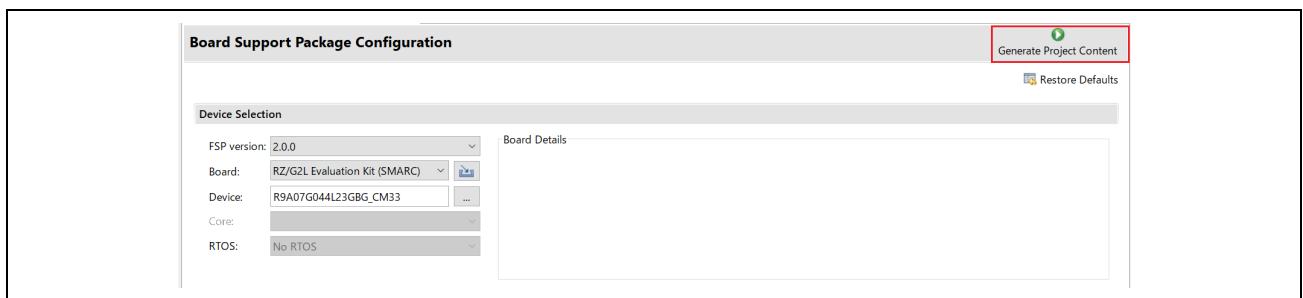 Board Support Package Configuration
Generate Project Content
Restore Defaults
Device Selection
FSP version: 2.0.0
Board Details
Board: RZ/G2L Evaluation Kit (SMARC)
Device: R9A07G044L23GBG_CM33 ...
Core:
RTOS: No RTOS